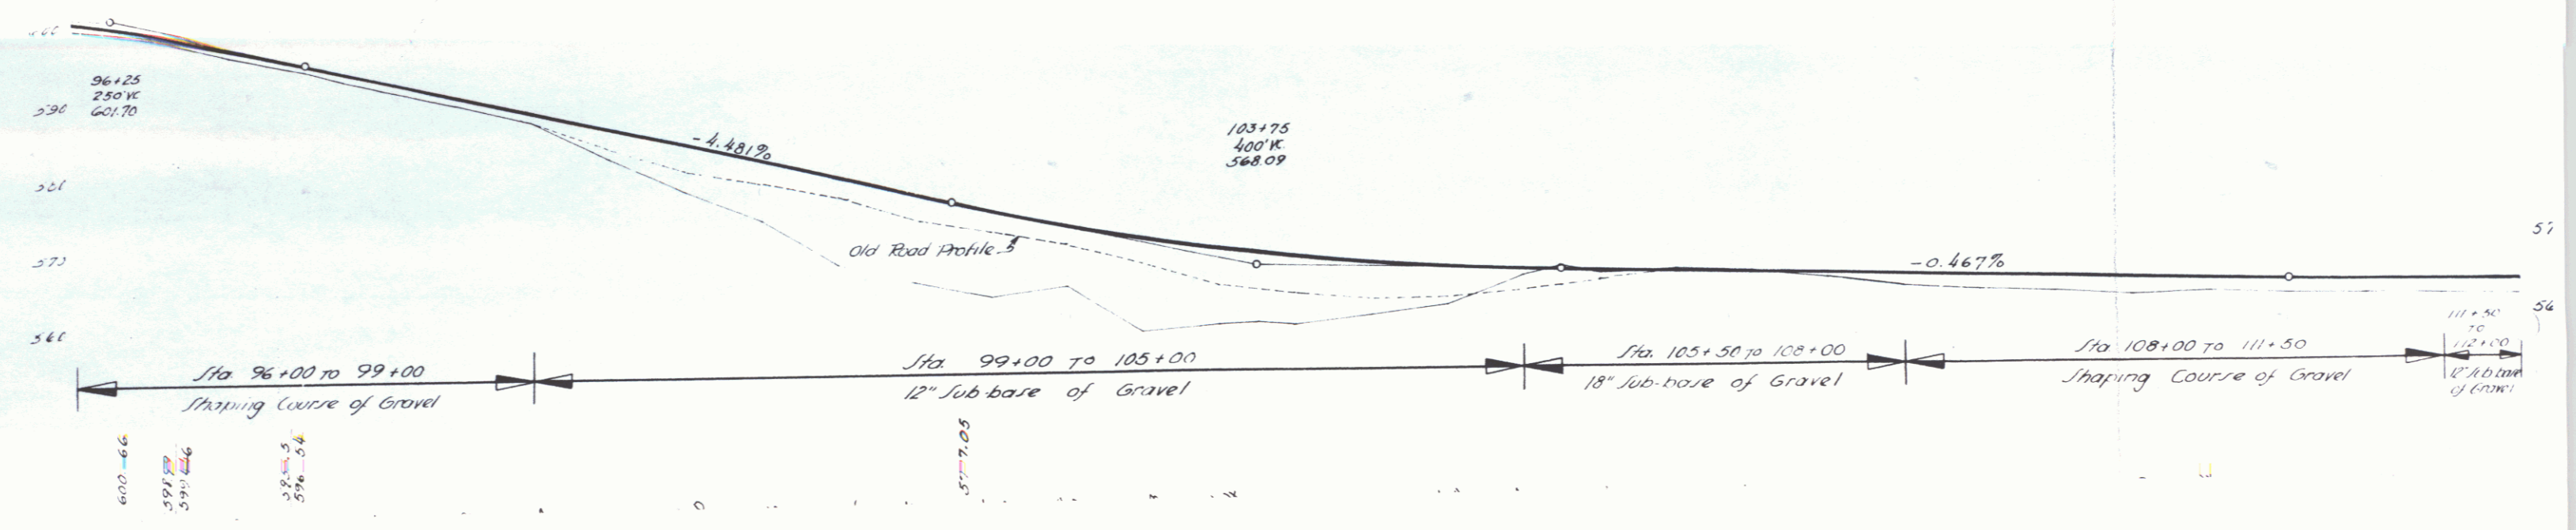 96+25
250'VC
601.70
590
-4.481%
103+75
400'VC.
568.09
Old Road Profile
-0.467%
Sta. 96+00 TO 99+00
Shaping Course of Gravel
Sta. 99+00 TO 105+00
12" Sub-base of Gravel
Sta. 105+50 TO 108+00
18" Sub-base of Gravel
Sta. 108+00 TO 111+50
Shaping Course of Gravel
111+50
TO
112+00
12" Sub base
of Gravel
570
560
57
56
600 66
596 54
577.05